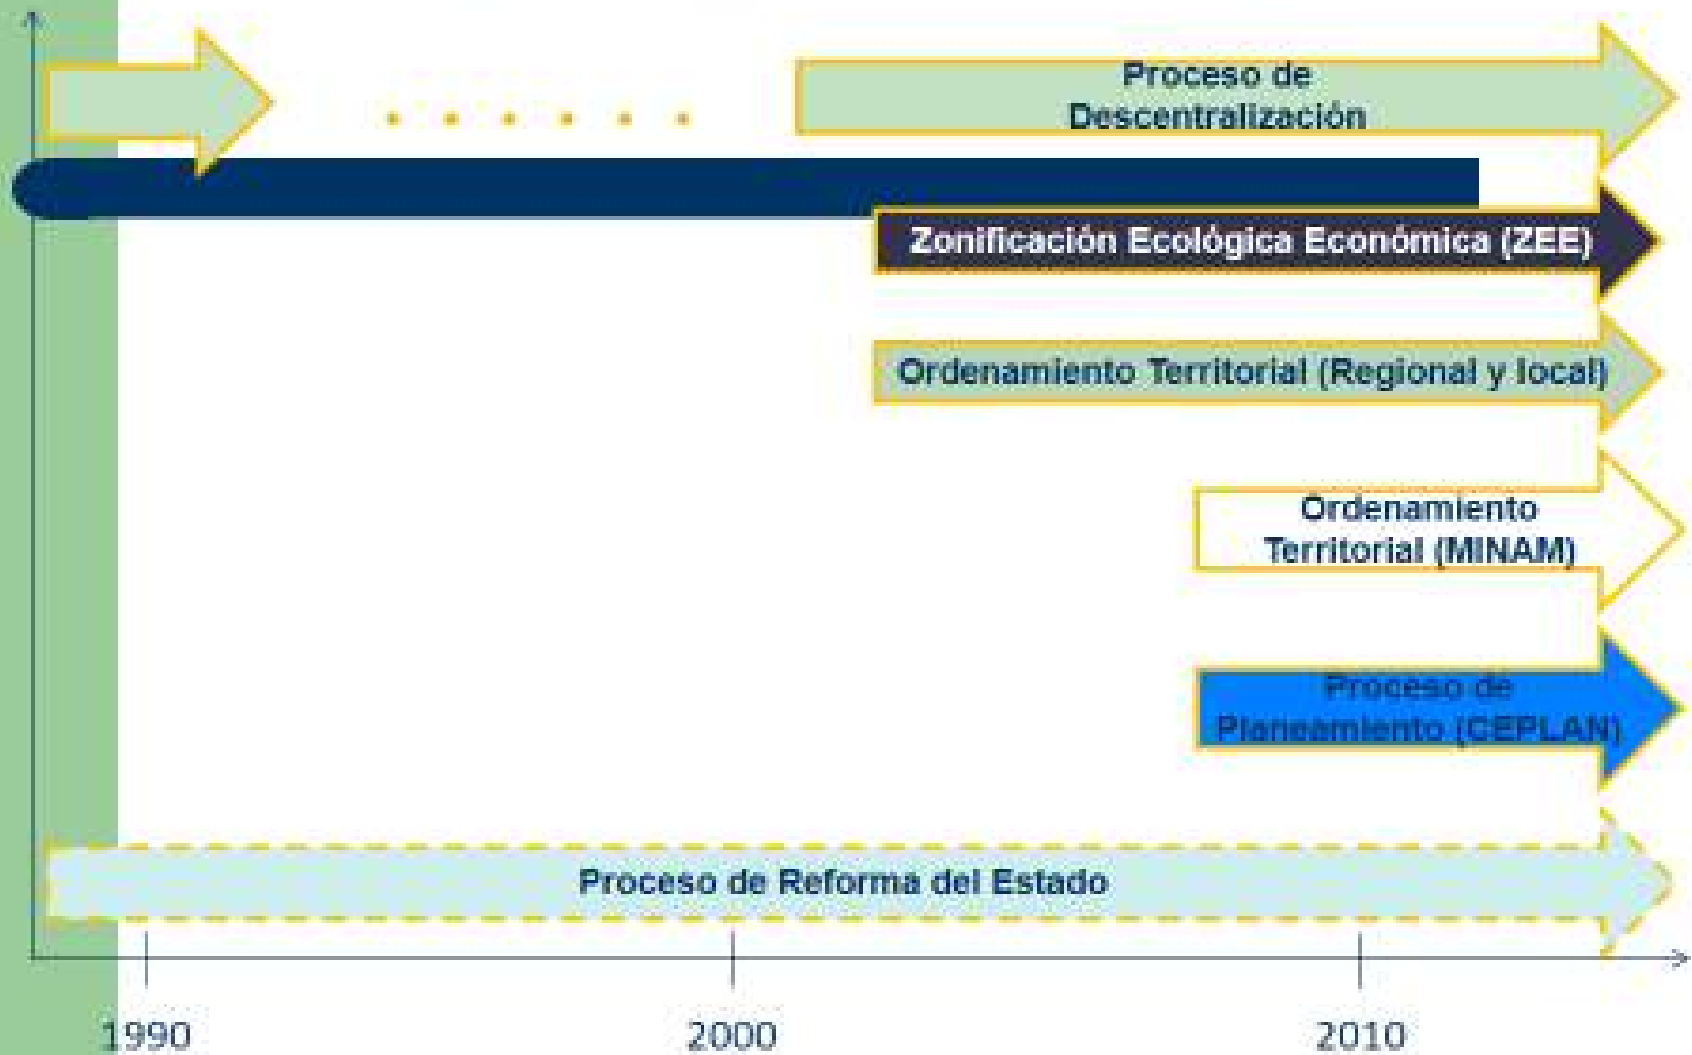 Proceso de
Descentralización
Zonificación Ecológica Económica (ZEE)
Ordenamiento Territorial (Regional y local)
Ordenamiento
Territorial (MINAM)
Proceso de
Planeamiento (CEPLAN)
Proceso de Reforma del Estado
1990
2000
2010